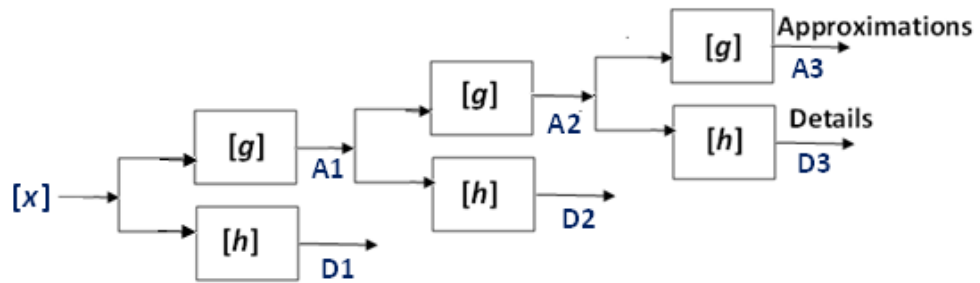 Approximations
[g]
A3
[g]
A2
Details
[h]
D3
[g]
A1
[x]
[h]
D2
[h]
D1